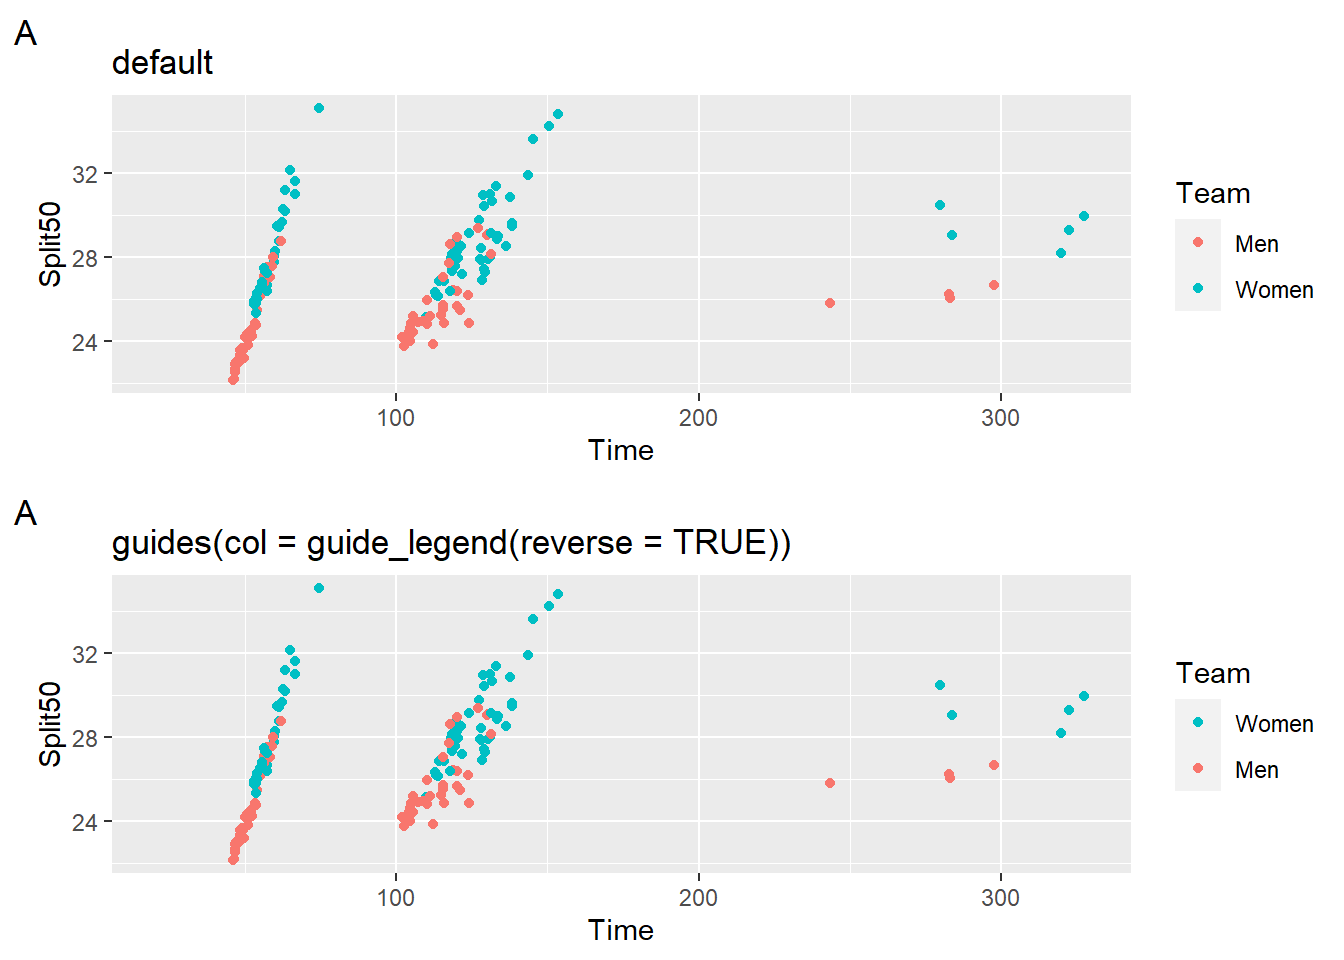 A
default
32
28
24
Split50
100 200 300
Time
Team
Men
Women
A
guides(col = guide_legend(reverse = TRUE))
32
28
24
Split50
100 200 300
Time
Team
Women
Men